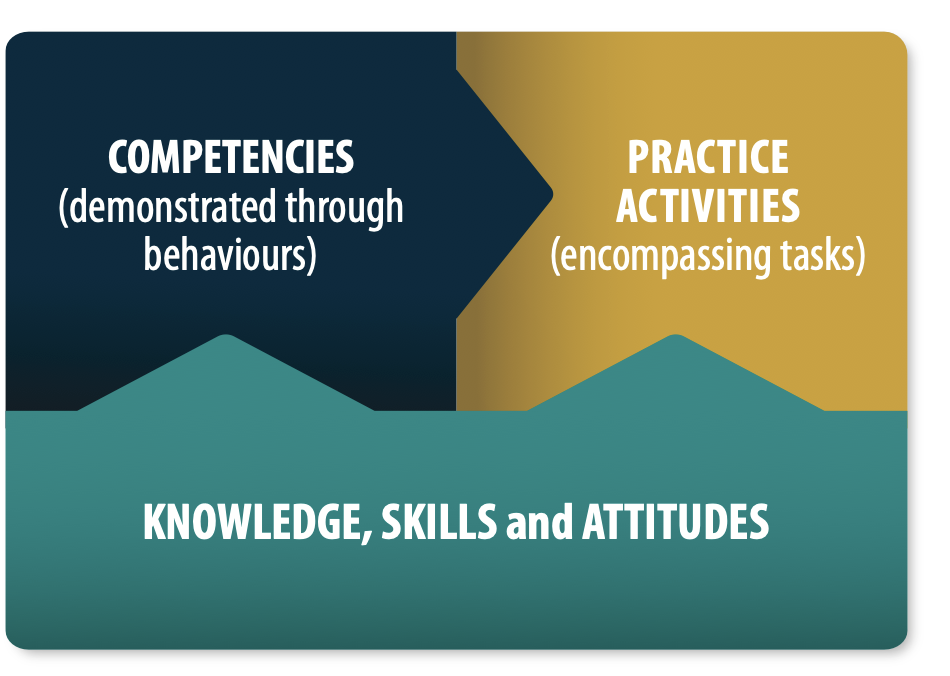 COMPETENCIES
(demonstrated through
behaviours)
PRACTICE
ACTIVITIES
(encompassing tasks)
KNOWLEDGE, SKILLS and ATTITUDES